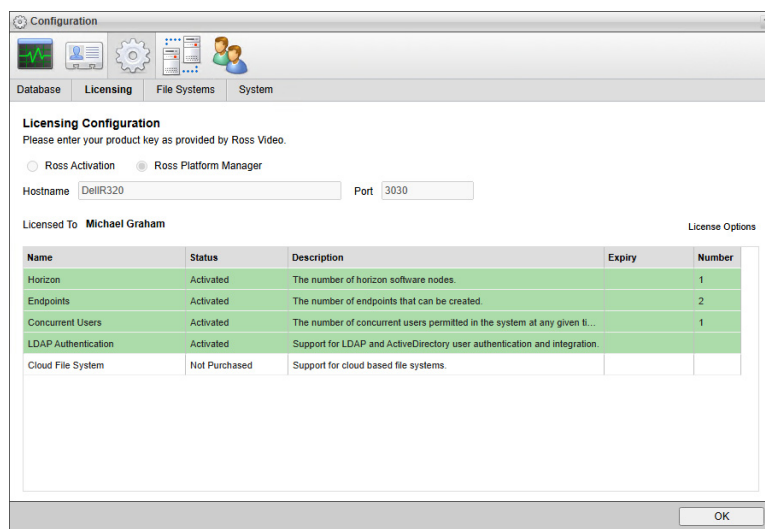 Configuration
Database Licensing File Systems System
Licensing Configuration
Please enter your product key as provided by Ross Video.
Ross Activation Ross Platform Manager
Hostname DellR320 Port 3030
Licensed To Michael Graham
License Options
Name Status Description Expiry Number
Horizon Activated The number of horizon software nodes. 1
Endpoints Activated The number of endpoints that can be created. 2
Concurrent Users Activated The number of concurrent users permitted in the system at any given ti... 1
LDAP Authentication Activated Support for LDAP and ActiveDirectory user authentication and integration.
Cloud File System Not Purchased Support for cloud based file systems.
OK